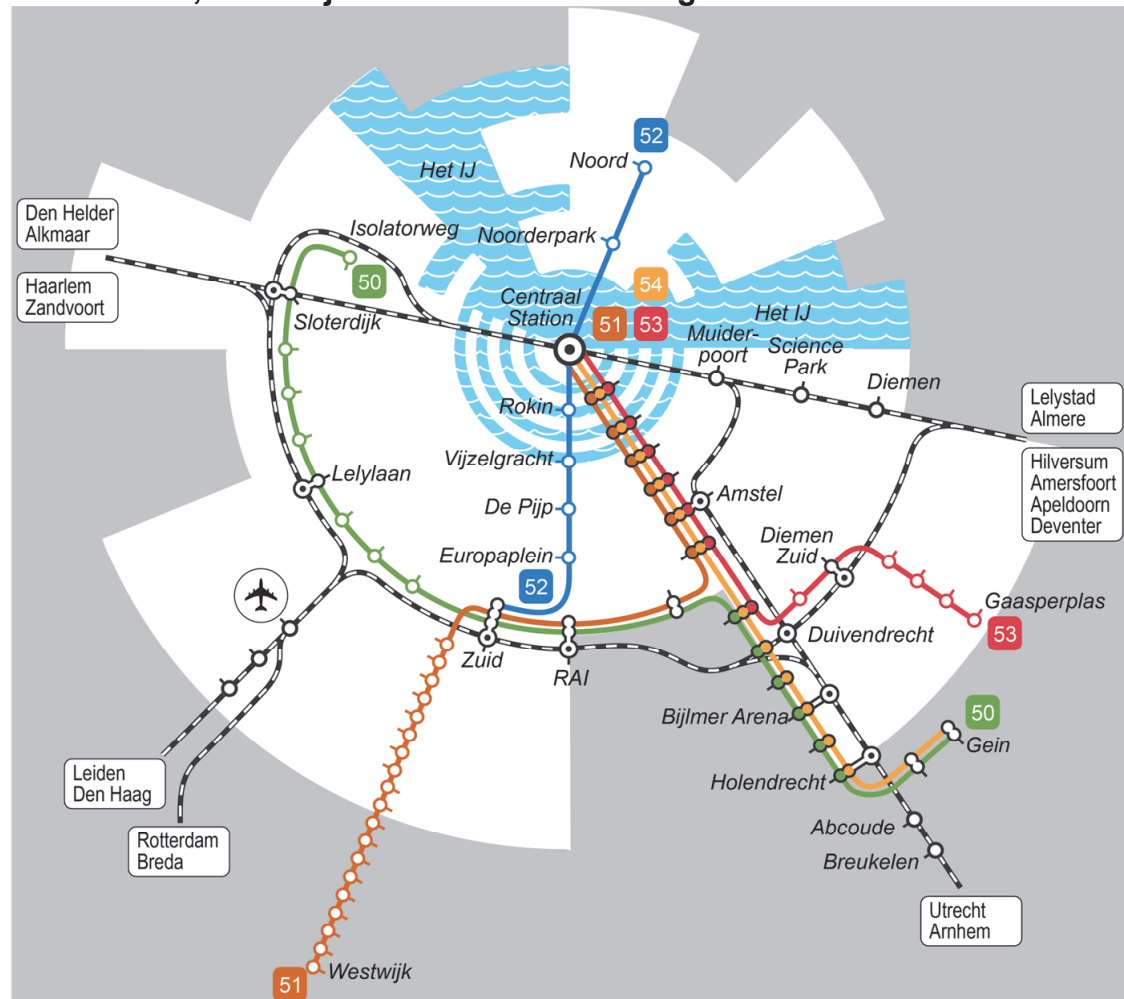 52
Noord
Het IJ
Den Helder
Alkmaar
Isolatorweg
Noorderpark
Haarlem
Zandvoort
50
54
Centraal
Station
51
53
Het IJ
Sloterdijk
Muider-
poort
Science
Park
Diemen
Rokin
Lelystad
Almere
Vijzelgracht
Lelylaan
Hilversum
Amersfoort
Apeldoorn
Deventer
Amstel
De Pijp
Diemen
Zuid
Europaplein
52
Gaasperplas
53
Duivendrecht
Zuid
RAI
Bijlmer Arena
50
Gein
Leiden
Den Haag
Holendrecht
Abcoude
Rotterdam
Breda
Breukelen
Utrecht
Arnhem
Westwijk
51